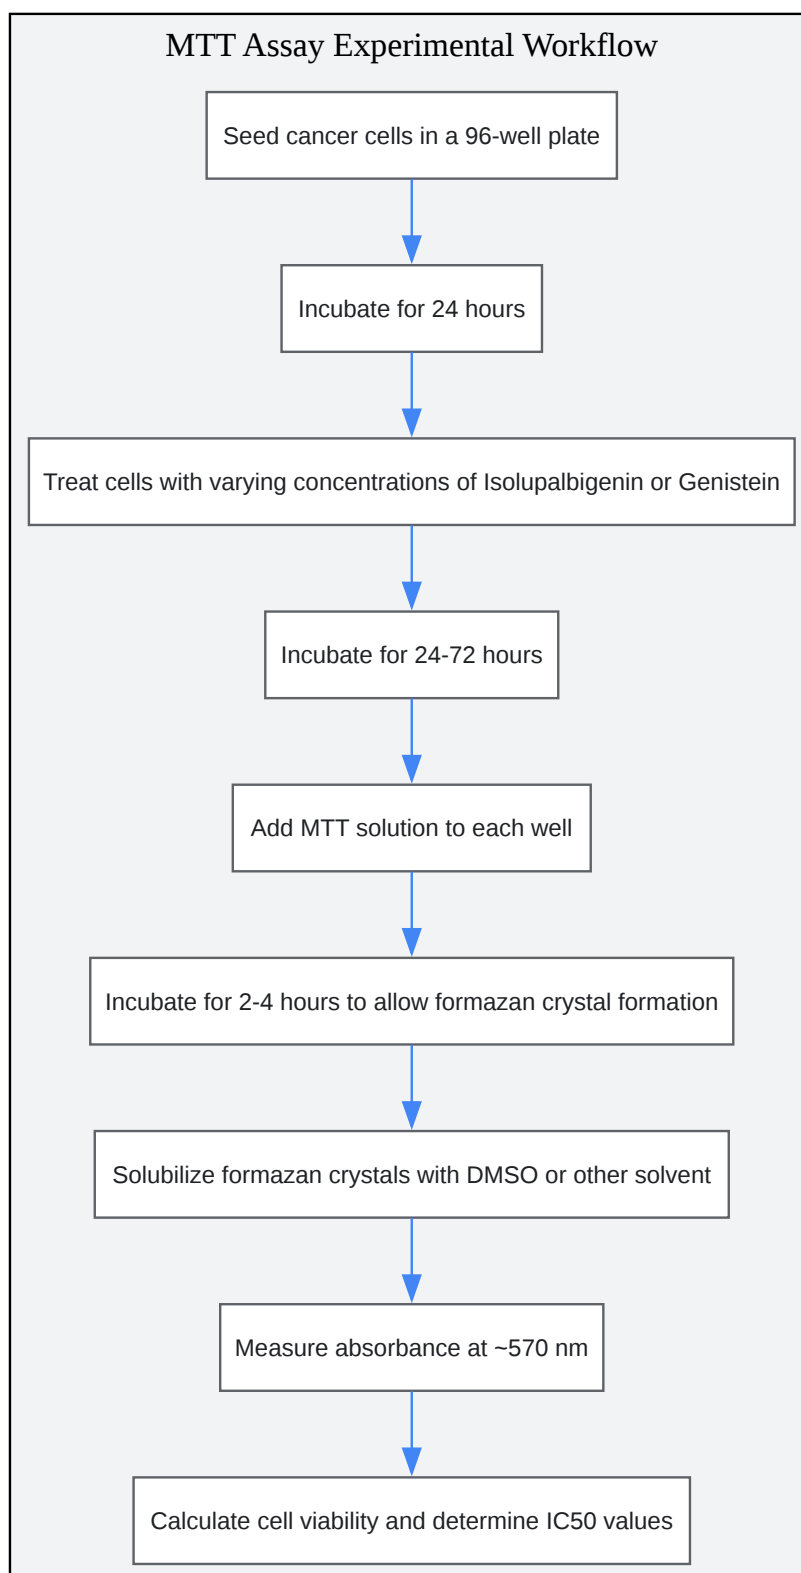 MTT Assay Experimental Workflow
Seed cancer cells in a 96-well plate
Incubate for 24 hours
Treat cells with varying concentrations of Isolupalbigenin or Genistein
Incubate for 24-72 hours
Add MTT solution to each well
Incubate for 2-4 hours to allow formazan crystal formation
Solubilize formazan crystals with DMSO or other solvent
Measure absorbance at ~570 nm
Calculate cell viability and determine IC50 values